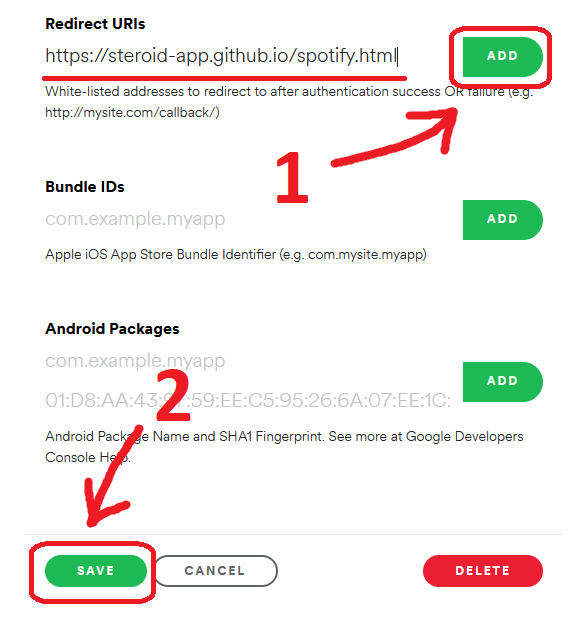 Redirect URIs
https://steroid-app.github.io/spotify.html
ADD
White-listed addresses to redirect to after authentication success OR failure (e.g.
http://mysite.com/callback/)
1
Bundle IDs
com.example.myapp
ADD
Apple iOS App Store Bundle Identifier (e.g. com.mysite.myapp)
Android Packages
com.example.myapp
ADD
2
01:D8:AA:43: :59:EE:C5:95:26:6A:07:EE:1C:
Android Package Name and SHA1 Fingerprint. See more at Google Developers
Console Help.
SAVE
CANCEL
DELETE